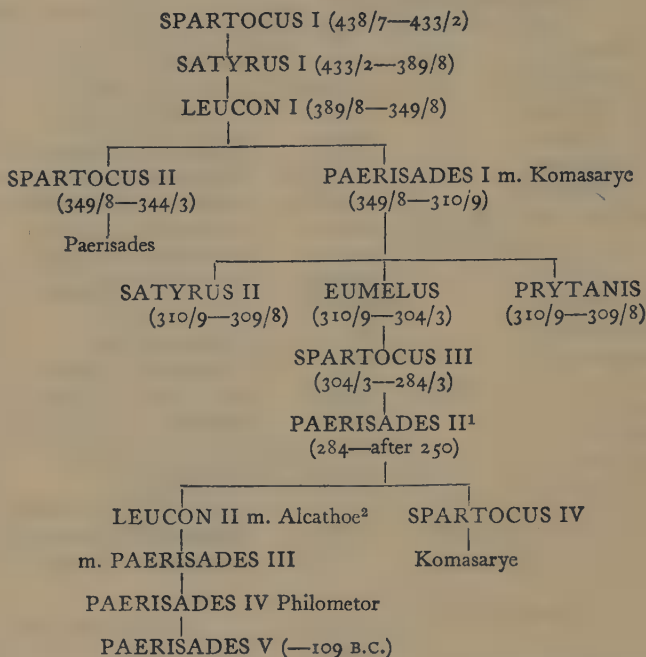 SPARTOCUS I (438/7—433/2)
SATYRUS I (433/2—389/8)
LEUCON I (389/8—349/8)
SPARTOCUS II PAERISADES I m. Komasarye
(349/8—344/3) (349/8—310/9)
Paerisades
SATYRUS II EUMELUS PRYTANIS
(310/9—309/8) (310/9—304/3) (310/9—309/8)
SPARTOCUS III
(304/3—284/3)
PAERISADES II¹
(284—after 250)
LEUCON II m. Alcathoe² SPARTOCUS IV
m. PAERISADES III Komasarye
PAERISADES IV Philometor
PAERISADES V (—109 B.C.)